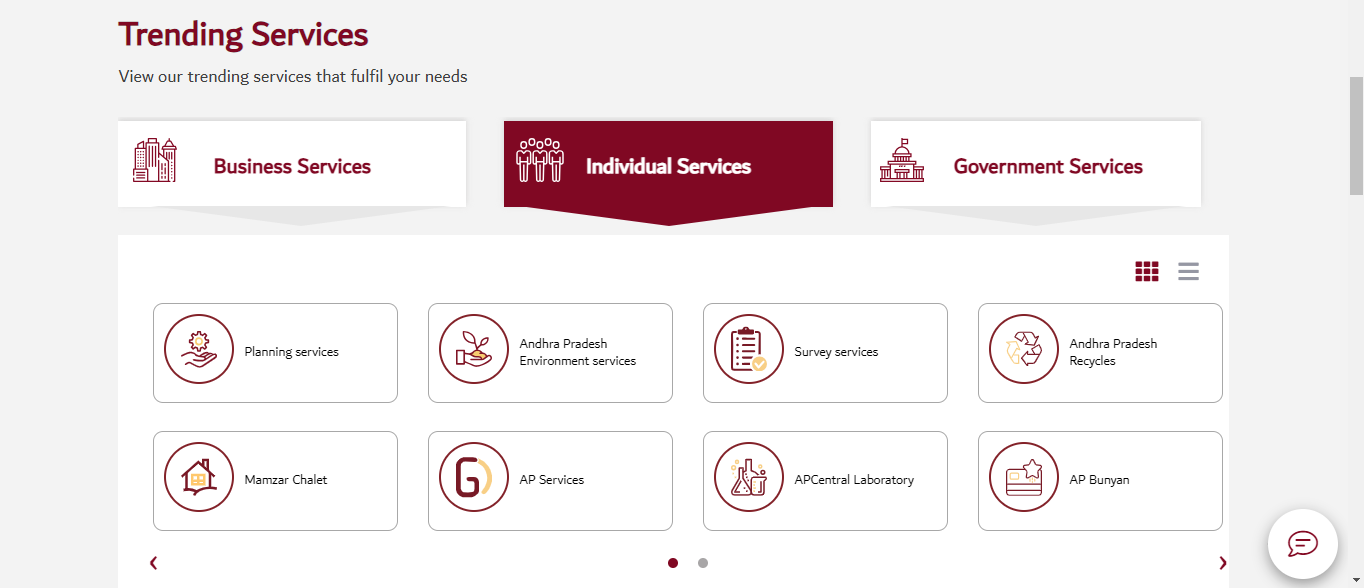 Trending Services
View our trending services that fulfil your needs
Business Services
Individual Services
Government Services
Planning services
Andhra Pradesh
Environment services
Survey services
Andhra Pradesh
Recycles
Mamzar Chalet
AP Services
APCentral Laboratory
AP Bunyan